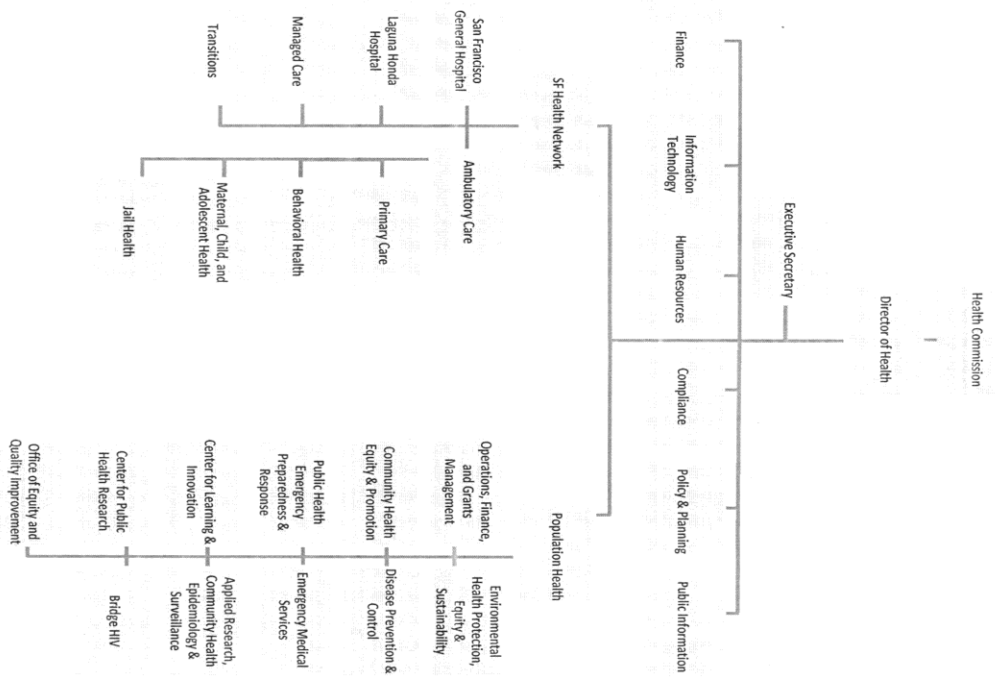 Health Commission
Director of Health
Executive Secretary
Finance
Information
Technology
Human Resources
Compliance
Policy & Planning
Public Information
SF Health Network
Population Health
San Francisco
General Hospital
Ambulatory Care
Laguna Honda
Hospital
Primary Care
Managed Care
Behavioral Health
Transitions
Maternal, Child, and
Adolescent Health
Jail Health
Operations, Finance,
and Grants
Management
Environmental
Health Protection,
Equity &
Sustainability
Community Health
Equity & Promotion
Disease Prevention &
Control
Public Health
Emergency
Preparedness &
Response
Emergency Medical
Services
Center for Learning &
Innovation
Applied Research,
Community Health
Epidemiology &
Surveillance
Center for Public
Health Research
Bridge HIV
Office of Equity and
Quality Improvement